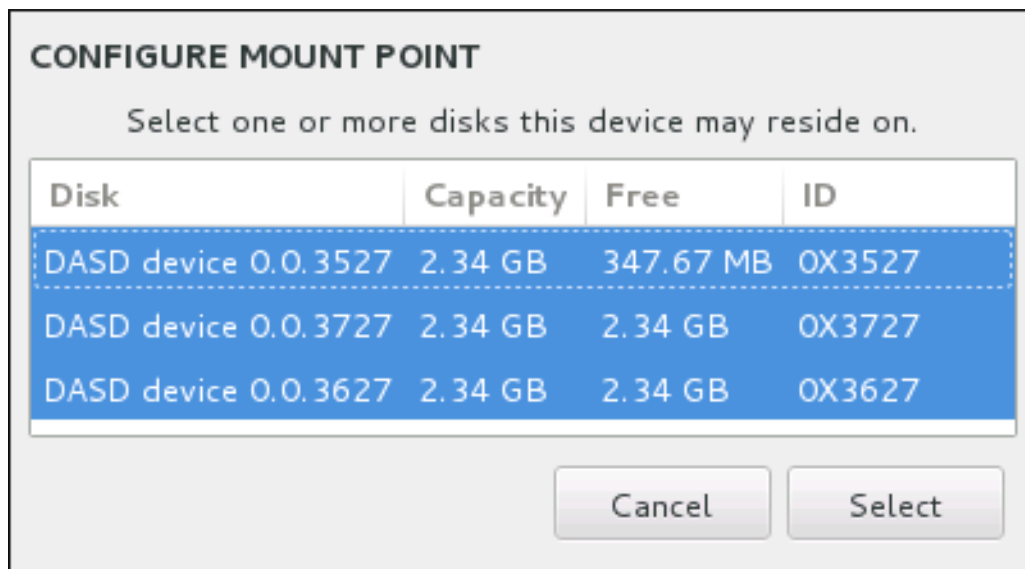 CONFIGURE MOUNT POINT
Select one or more disks this device may reside on.
Disk Capacity Free ID
DASD device 0.0.3527 2.34 GB 347.67 MB 0X3527
DASD device 0.0.3727 2.34 GB 2.34 GB 0X3727
DASD device 0.0.3627 2.34 GB 2.34 GB 0X3627
Cancel Select